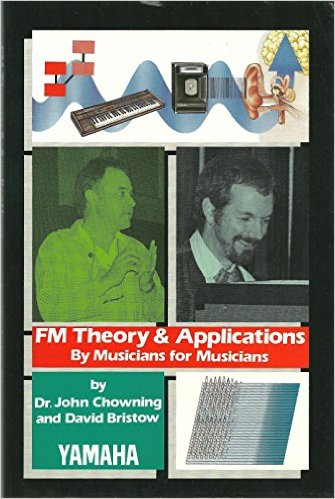 FM Theory & Applications
By Musicians for Musicians
by
Dr. John Chowning
and David Bristow
YAMAHA